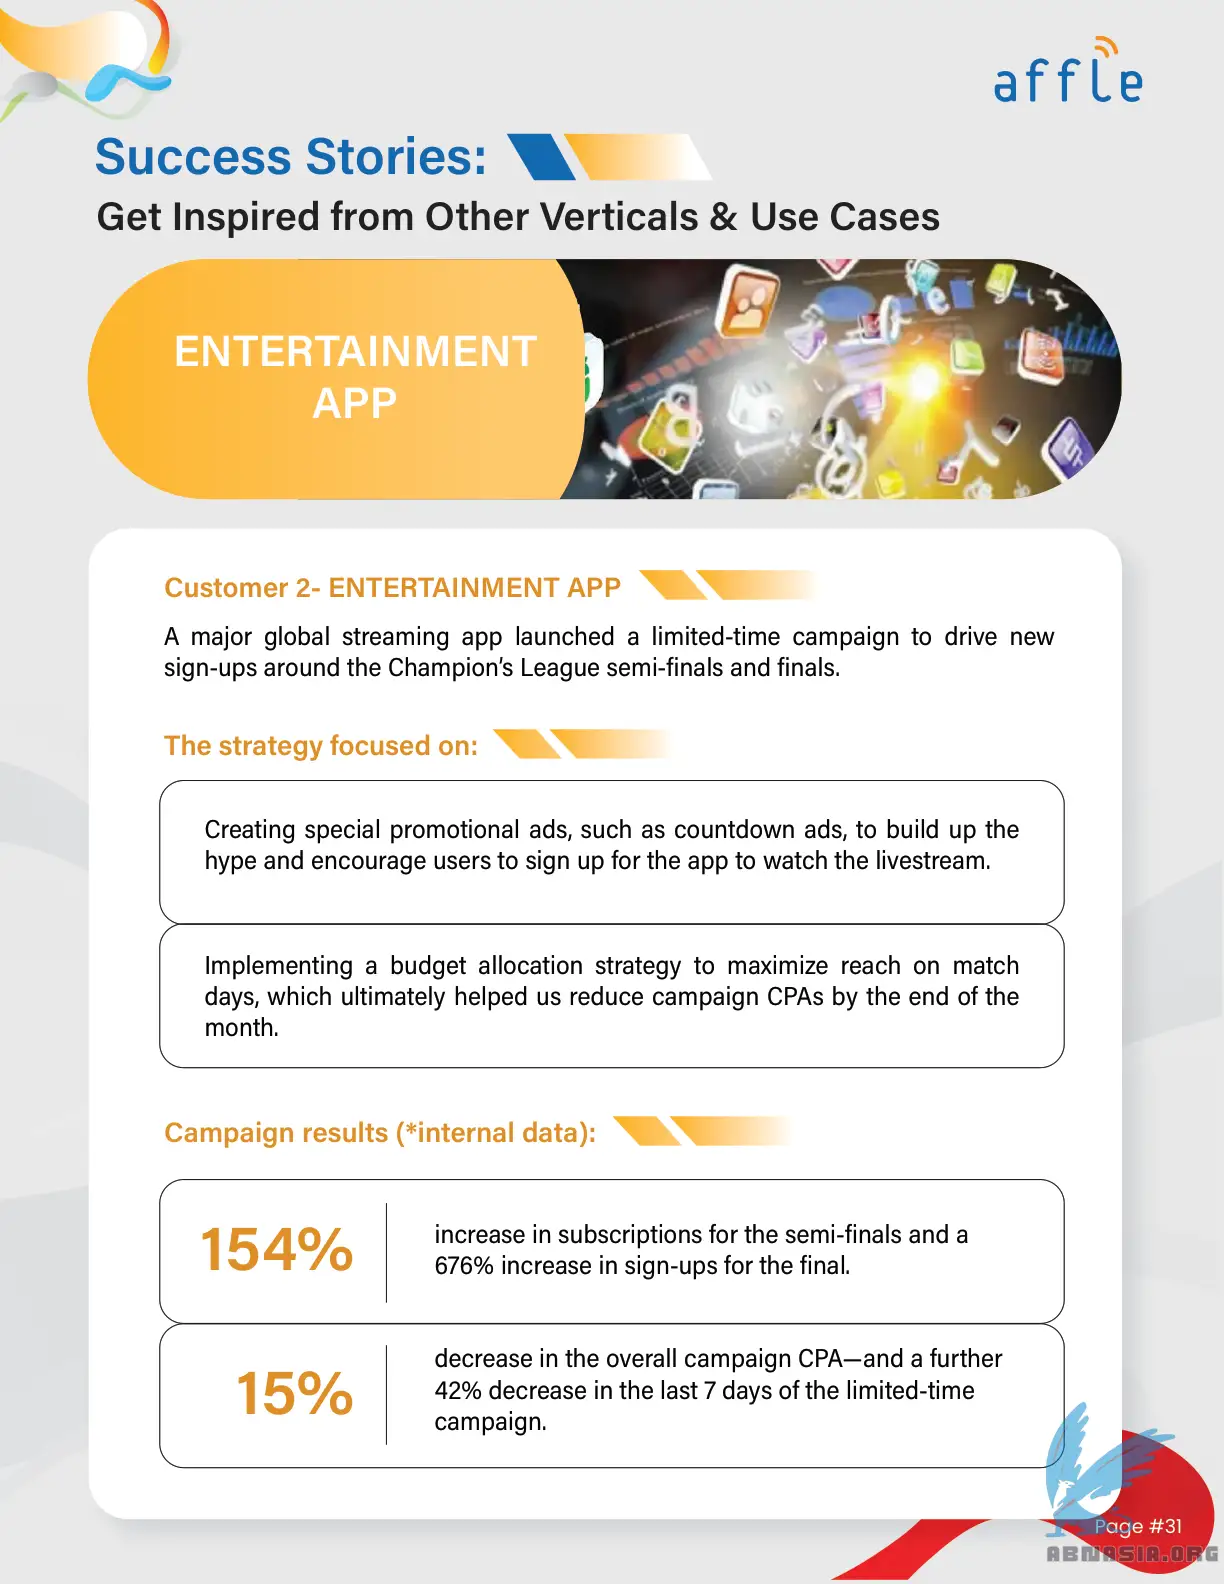 affle
Success Stories:
Get Inspired from Other Verticals & Use Cases
ENTERTAINMENT
APP
Customer 2- ENTERTAINMENT APP
A major global streaming app launched a limited-time campaign to drive new
sign-ups around the Champion's League semi-finals and finals.
The strategy focused on:
Creating special promotional ads, such as countdown ads, to build up the
hype and encourage users to sign up for the app to watch the livestream.
Implementing a budget allocation strategy to maximize reach on match
days, which ultimately helped us reduce campaign CPAs by the end of the
month.
Campaign results (*internal data):
154%
increase in subscriptions for the semi-finals and a
676% increase in sign-ups for the final.
15%
decrease in the overall campaign CPA—and a further
42% decrease in the last 7 days of the limited-time
campaign.
Page #31
ABNASIA.ORG